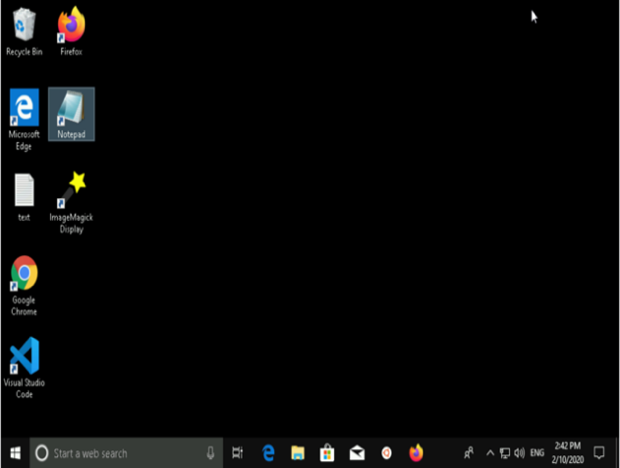 Recycle Bin
Firefox
Microsoft
Edge
Notepad
text
ImageMagick
Display
Google
Chrome
Visual Studio
Code
Start a web search
ENG
2:42 PM
2/10/2020